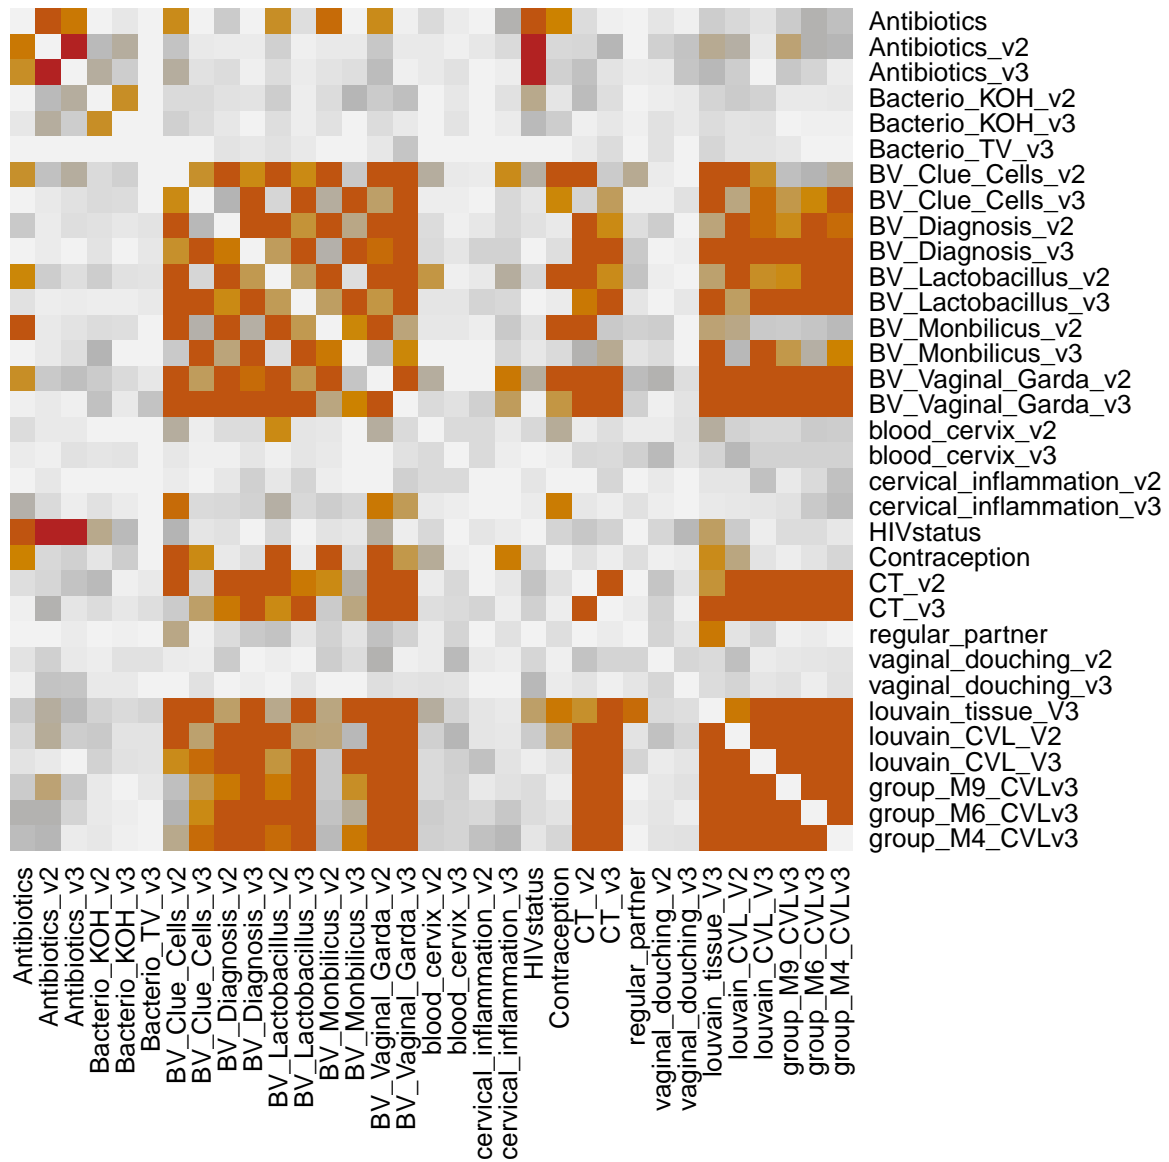 Antibiotics
Antibiotics_v2
Antibiotics_v3
Bacterio_KOH_v2
Bacterio_KOH_v3
Bacterio_TV_v3
BV_Clue_Cells_v2
BV_Clue_Cells_v3
BV_Diagnosis_v2
BV_Diagnosis_v3
BV_Lactobacillus_v2
BV_Lactobacillus_v3
BV_Monbilicus_v2
BV_Monbilicus_v3
BV_Vaginal_Garda_v2
BV_Vaginal_Garda_v3
blood_cervix_v2
blood_cervix_v3
cervical_inflammation_v2
cervical_inflammation_v3
HIVstatus
Contraception
CT_v2
CT_v3
regular_partner
vaginal_douching_v2
vaginal_douching_v3
louvain_tissue_V3
louvain_CVL_V2
louvain_CVL_V3
group_M9_CVLv3
group_M6_CVLv3
group_M4_CVLv3
Antibiotics
Antibiotics_v2
Antibiotics_v3
Bacterio_KOH_v2
Bacterio_KOH_v3
Bacterio_TV_v3
BV_Clue_Cells_v2
BV_Clue_Cells_v3
BV_Diagnosis_v2
BV_Diagnosis_v3
BV_Lactobacillus_v2
BV_Lactobacillus_v3
BV_Monbilicus_v2
BV_Monbilicus_v3
BV_Vaginal_Garda_v2
BV_Vaginal_Garda_v3
blood_cervix_v2
blood_cervix_v3
cervical_inflammation_v2
cervical_inflammation_v3
HIVstatus
Contraception
CT_v2
CT_v3
regular_partner
vaginal_douching_v2
vaginal_douching_v3
louvain_tissue_V3
louvain_CVL_V2
louvain_CVL_V3
group_M9_CVLv3
group_M6_CVLv3
group_M4_CVLv3